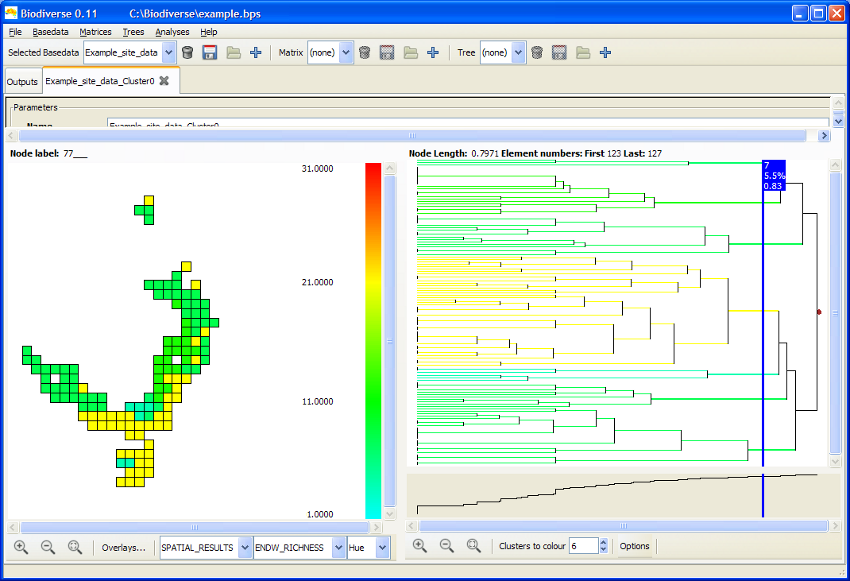 Biodiverse 0.11 C:\Biodiverse\example.bps
File Basedata Matrices Trees Analyses Help
Selected Basedata Example_site_data Matrix (none) Tree (none)
Outputs Example_site_data_Cluster0
Parameters
Name Example_site_data_Cluster0
Node label: 77___ Node Length: 0.7971 Element numbers: First 123 Last: 127
31.0000
21.0000
11.0000
1.0000
7
5.5%
0.83
Overlays... SPATIAL_RESULTS ENDW_RICHNESS Hue Clusters to colour 6 Options